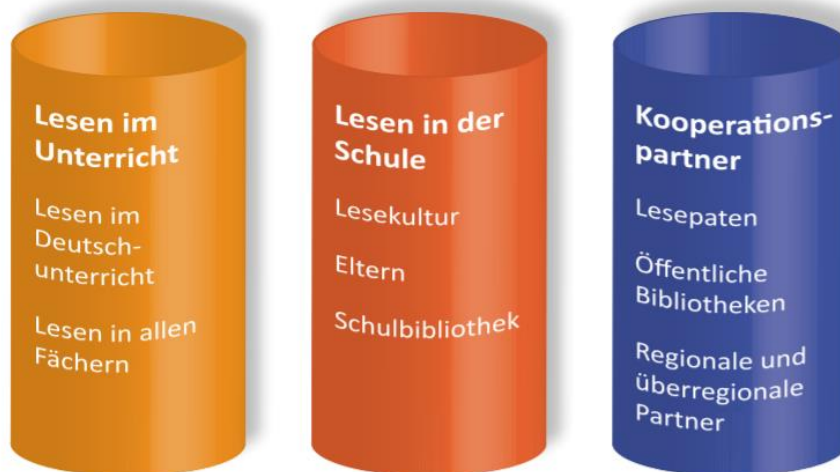 Lesen im
Unterricht
Lesen im
Deutsch-
unterricht
Lesen in allen
Fächern
Lesen in der
Schule
Lesekultur
Eltern
Schulbibliothek
Kooperations-
partner
Lesepaten
Öffentliche
Bibliotheken
Regionale und
überregionale
Partner